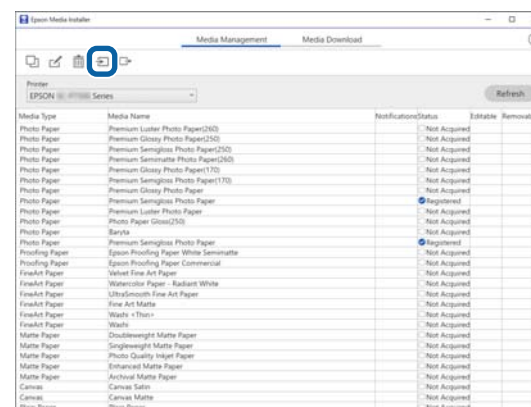 Epson Media Installer
Media Management Media Download
Printer
EPSON Series
Refresh
Media Type Media Name Notifications Status Editable Removable
Photo Paper Premium Luster Photo Paper(260) Not Acquired
Photo Paper Premium Glossy Photo Paper(250) Not Acquired
Photo Paper Premium Semigloss Photo Paper(250) Not Acquired
Photo Paper Premium Semimatte Photo Paper(260) Not Acquired
Photo Paper Premium Glossy Photo Paper(170) Not Acquired
Photo Paper Premium Semigloss Photo Paper(170) Not Acquired
Photo Paper Premium Glossy Photo Paper Not Acquired
Photo Paper Premium Semigloss Photo Paper Registered
Photo Paper Premium Luster Photo Paper Not Acquired
Photo Paper Photo Paper Gloss(250) Not Acquired
Photo Paper Baryta Not Acquired
Photo Paper Premium Semigloss Photo Paper Registered
Proofing Paper Epson Proofing Paper White Semimatte Not Acquired
Proofing Paper Epson Proofing Paper Commercial Not Acquired
FineArt Paper Velvet Fine Art Paper Not Acquired
FineArt Paper Watercolor Paper - Radiant White Not Acquired
FineArt Paper UltraSmooth Fine Art Paper Not Acquired
FineArt Paper Fine Art Matte Not Acquired
FineArt Paper Washi <Thin> Not Acquired
FineArt Paper Washi Not Acquired
Matte Paper Doubleweight Matte Paper Not Acquired
Matte Paper Singleweight Matte Paper Not Acquired
Matte Paper Photo Quality Inkjet Paper Not Acquired
Matte Paper Enhanced Matte Paper Not Acquired
Matte Paper Archival Matte Paper Not Acquired
Canvas Canvas Satin Not Acquired
Canvas Canvas Matte Not Acquired